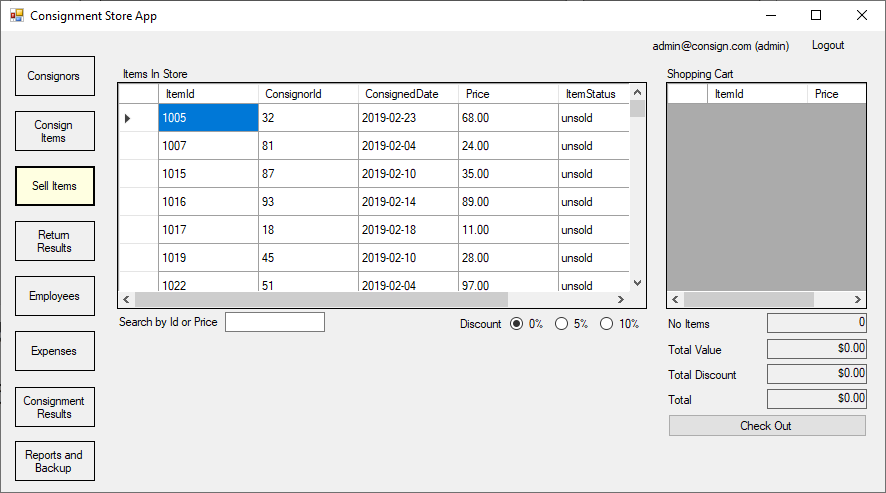 Consignment Store App
admin@consign.com (admin) Logout
Consignors
Consign
Items
Sell Items
Return
Results
Employees
Expenses
Consignment
Results
Reports and
Backup
Items In Store
ItemId ConsignorId ConsignedDate Price ItemStatus
1005 32 2019-02-23 68.00 unsold
1007 81 2019-02-04 24.00 unsold
1015 87 2019-02-10 35.00 unsold
1016 93 2019-02-14 89.00 unsold
1017 18 2019-02-18 11.00 unsold
1019 45 2019-02-10 28.00 unsold
1022 51 2019-02-04 97.00 unsold
Search by Id or Price
Discount 0% 5% 10%
Shopping Cart
ItemId Price
No Items 0
Total Value $0.00
Total Discount $0.00
Total $0.00
Check Out